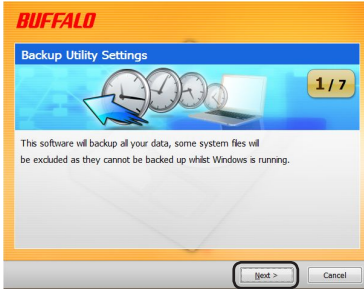 BUFFALO
Backup Utility Settings
1/7
This software will backup all your data, some system files will
be excluded as they cannot be backed up whilst Windows is running.
Next >
Cancel